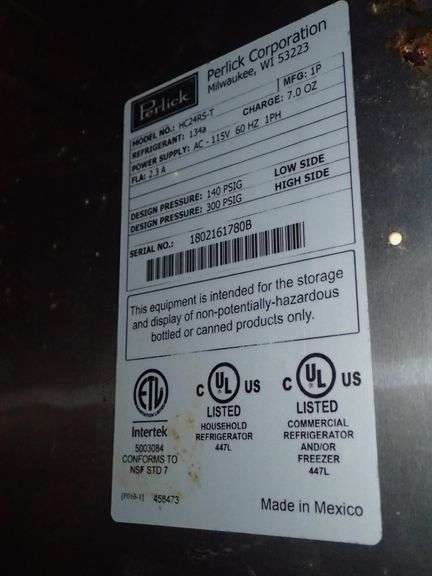 Perlick
Perlick Corporation
Milwaukee, WI 53223
MODEL NO.: HC24RS-T
MFG: 1P
REFRIGERANT: 134a
CHARGE: 7.0 OZ
POWER SUPPLY: AC - 115V 60 HZ 1PH
FLA: 2.3 A
DESIGN PRESSURE: 140 PSIG LOW SIDE
DESIGN PRESSURE: 300 PSIG HIGH SIDE
SERIAL NO.: 1802161780B
This equipment is intended for the storage
and display of non-potentially-hazardous
bottled or canned products only.
ETL
Intertek
5003084
CONFORMS TO
NSF STD 7
C UL US
LISTED
HOUSEHOLD
REFRIGERATOR
447L
C UL US
LISTED
COMMERCIAL
REFRIGERATOR
AND/OR
FREEZER
447L
458473
Made in Mexico